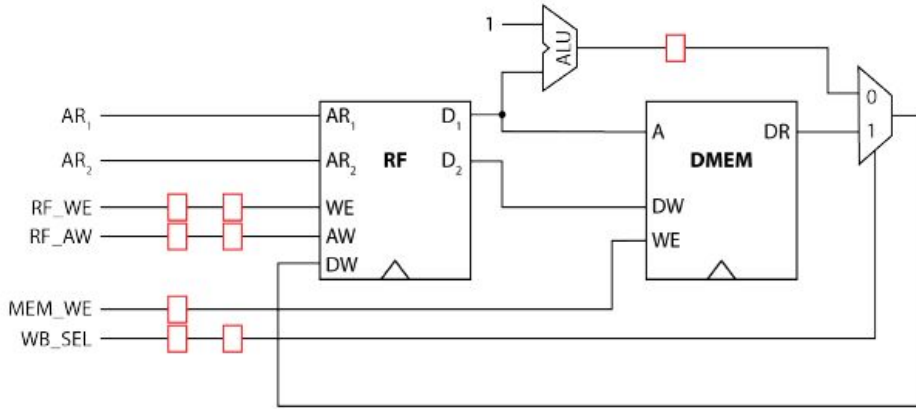 1
ALU
0
1
AR₁
AR₁
D₁
A
DR
RF
DMEM
AR₂
AR₂
D₂
RF_WE
WE
DW
RF_AW
AW
WE
DW
MEM_WE
WB_SEL